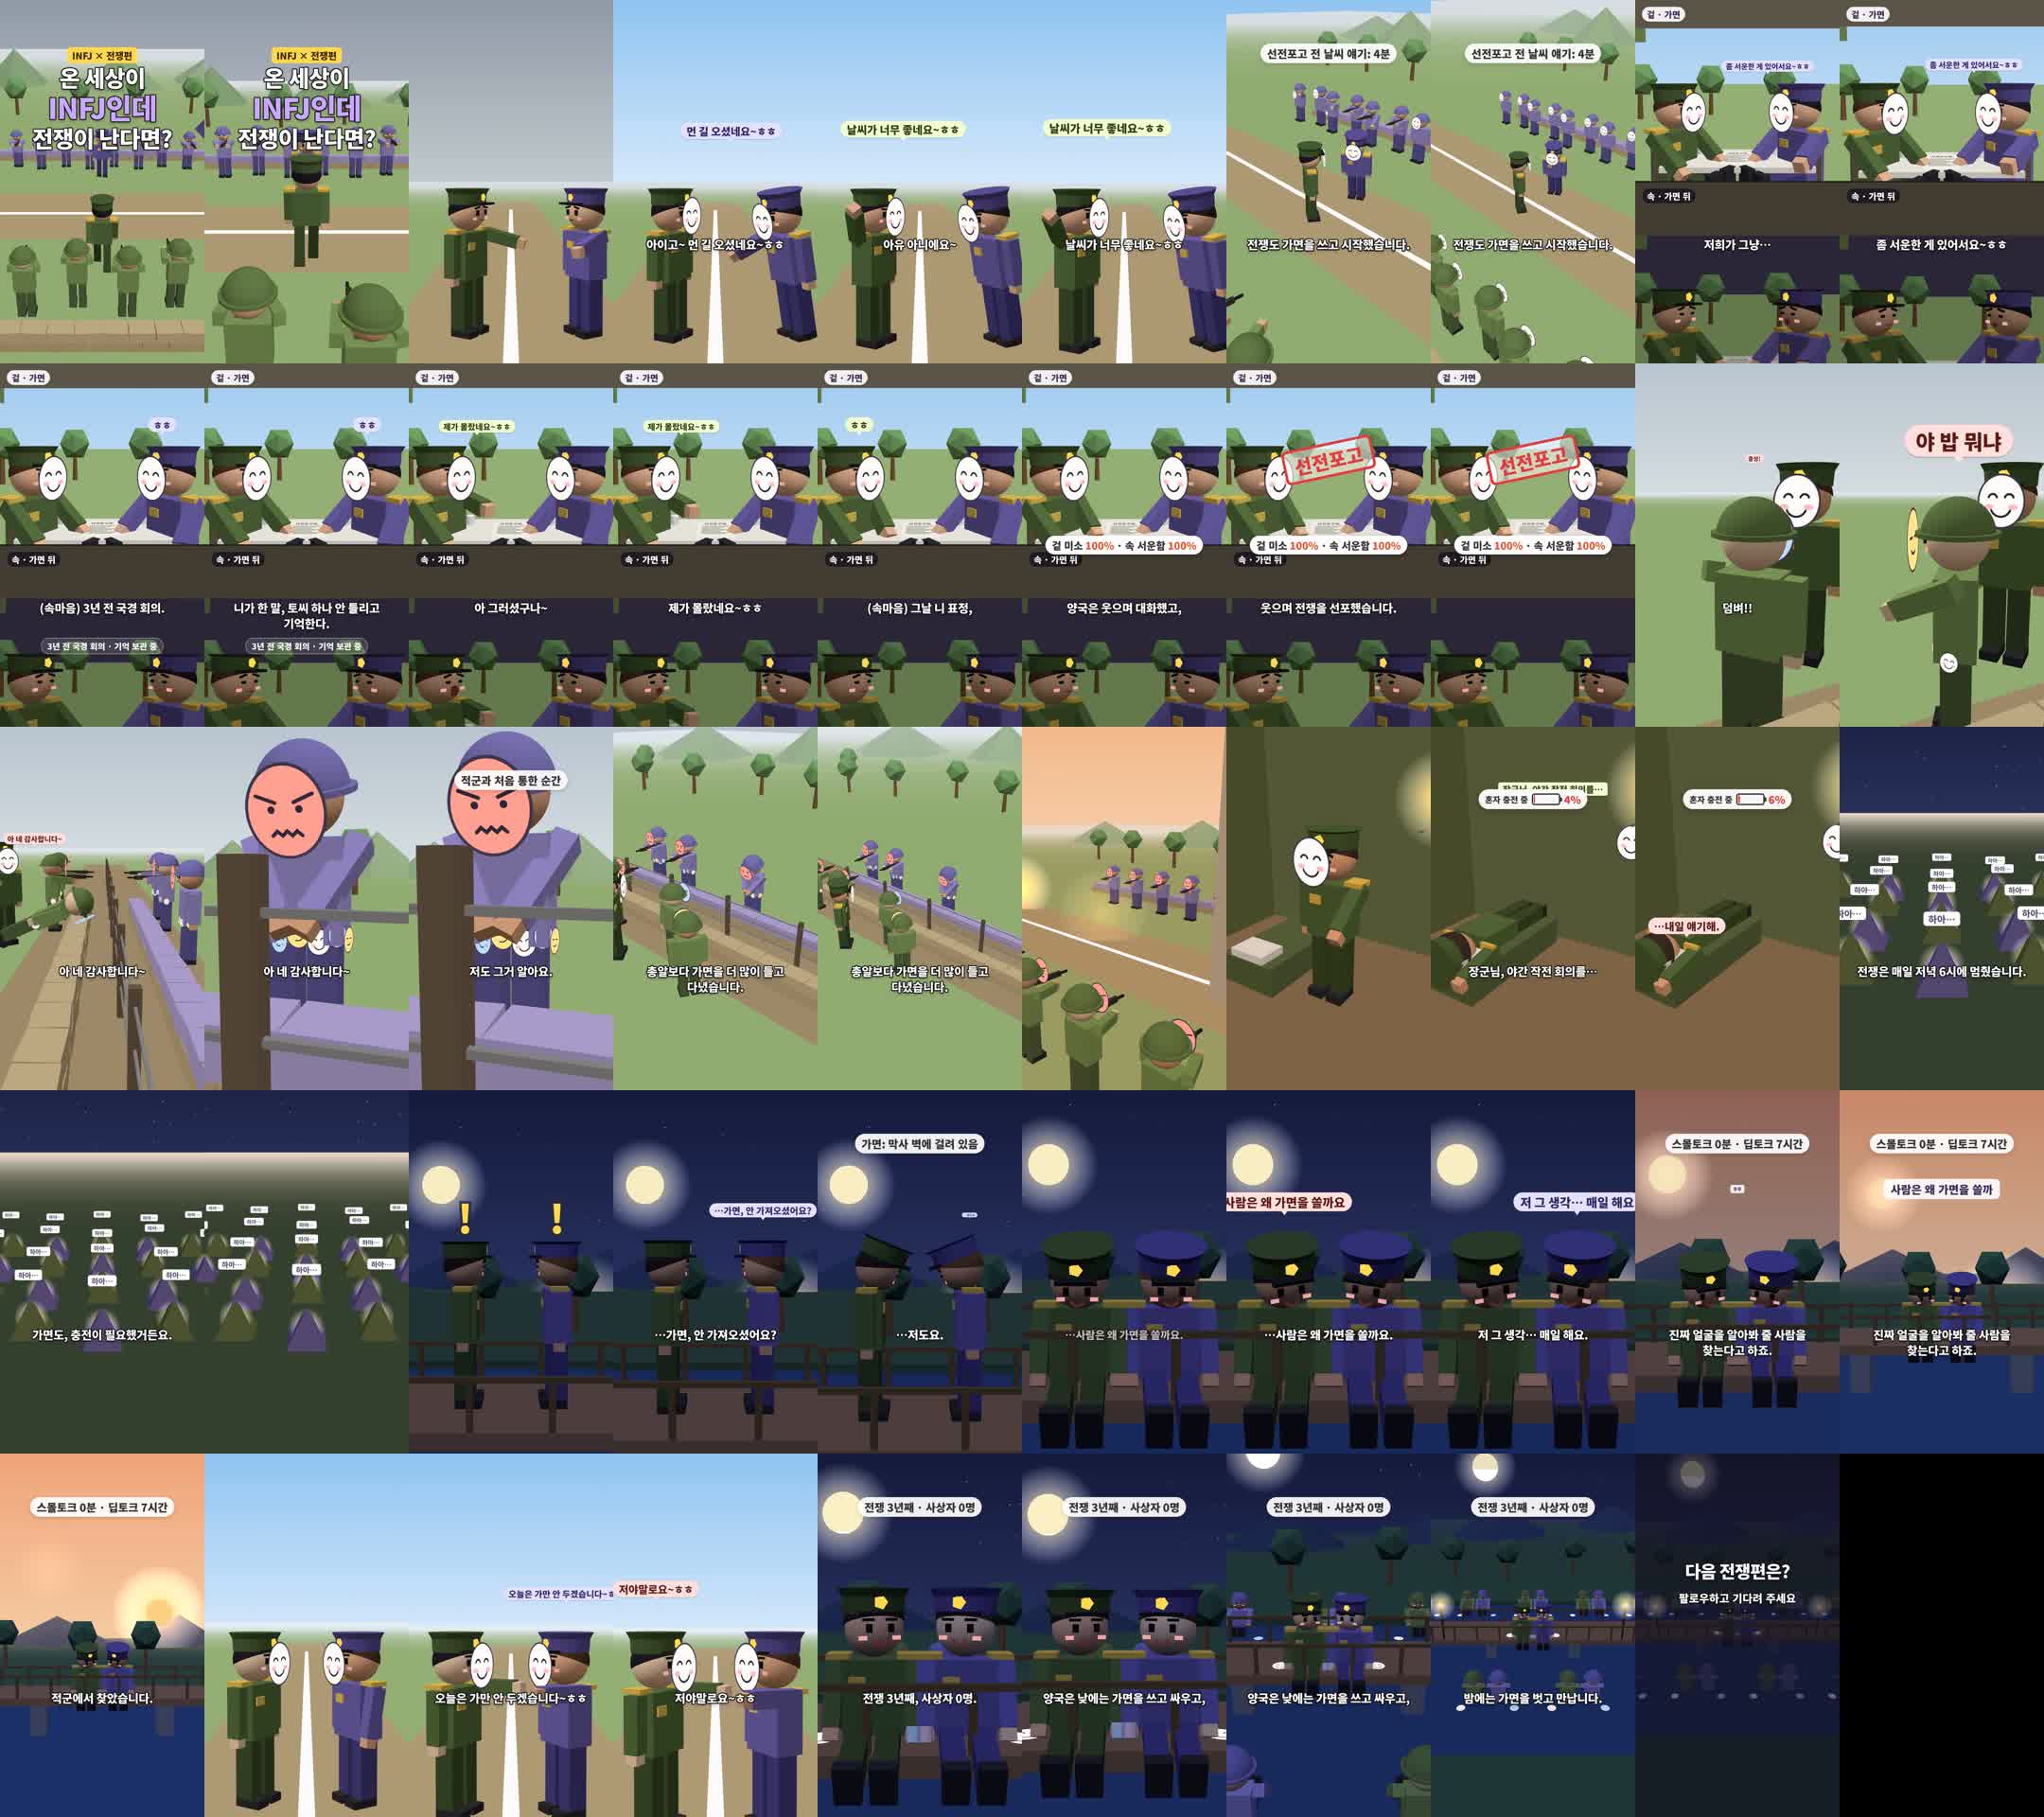 INFJ × 전쟁편
온 세상이
INFJ인데
전쟁이 난다면?
INFJ × 전쟁편
온 세상이
INFJ인데
전쟁이 난다면?
먼 길 오셨네요~ㅎㅎ
아이고~ 먼 길 오셨네요~ㅎㅎ
날씨가 너무 좋네요~ㅎㅎ
아유 아니에요~
날씨가 너무 좋네요~ㅎㅎ
날씨가 너무 좋네요~ㅎㅎ
선전포고 전 날씨 얘기: 4분
전쟁도 가면을 쓰고 시작했습니다.
선전포고 전 날씨 얘기: 4분
전쟁도 가면을 쓰고 시작했습니다.
겉 · 가면
좀 서운한 게 있어서요~ㅎㅎ
속 · 가면 뒤
저희가 그냥…
겉 · 가면
좀 서운한 게 있어서요~ㅎㅎ
속 · 가면 뒤
좀 서운한 게 있어서요~ㅎㅎ
겉 · 가면
ㅎㅎ
속 · 가면 뒤
(속마음) 3년 전 국경 회의.
3년 전 국경 회의 · 기억 보관 중
겉 · 가면
ㅎㅎ
속 · 가면 뒤
니가 한 말, 토씨 하나 안 틀리고
기억한다.
3년 전 국경 회의 · 기억 보관 중
겉 · 가면
제가 몰랐네요~ㅎㅎ
속 · 가면 뒤
아 그러셨구나~
겉 · 가면
제가 몰랐네요~ㅎㅎ
속 · 가면 뒤
제가 몰랐네요~ㅎㅎ
겉 · 가면
ㅎㅎ
속 · 가면 뒤
(속마음) 그날 니 표정,
겉 · 가면
겉 미소 100% · 속 서운함 100%
속 · 가면 뒤
양국은 웃으며 대화했고,
겉 · 가면
선전포고
겉 미소 100% · 속 서운함 100%
속 · 가면 뒤
웃으며 전쟁을 선포했습니다.
겉 · 가면
선전포고
겉 미소 100% · 속 서운함 100%
속 · 가면 뒤
충성!
덤벼!!
야 밥 뭐냐
아 네 감사합니다~
아 네 감사합니다~
아 네 감사합니다~
적군과 처음 통한 순간
저도 그거 알아요.
총알보다 가면을 더 많이 들고
다녔습니다.
총알보다 가면을 더 많이 들고
다녔습니다.
혼자 충전 중 4%
장군님, 야간 작전 회의를…
혼자 충전 중 6%
…내일 얘기해.
하아…
하아…
하아…
하아…
하아…
전쟁은 매일 저녁 6시에 멈췄습니다.
하아…
하아…
하아…
하아…
하아…
하아…
가면도, 충전이 필요했거든요.
하아…
하아…
하아…
하아…
!
!
…가면, 안 가져오셨어요?
…가면, 안 가져오셨어요?
가면: 막사 벽에 걸려 있음
…저도요.
…사람은 왜 가면을 쓸까요.
사람은 왜 가면을 쓸까요
…사람은 왜 가면을 쓸까요.
저 그 생각… 매일 해요
저 그 생각… 매일 해요.
스몰토크 0분 · 딥토크 7시간
진짜 얼굴을 알아봐 줄 사람을
찾는다고 하죠.
스몰토크 0분 · 딥토크 7시간
사람은 왜 가면을 쓸까
진짜 얼굴을 알아봐 줄 사람을
찾는다고 하죠.
스몰토크 0분 · 딥토크 7시간
적군에서 찾았습니다.
오늘은 가만 안 두겠습니다~ㅎ
오늘은 가만 안 두겠습니다~ㅎㅎ
저야말로요~ㅎㅎ
저야말로요~ㅎㅎ
전쟁 3년째 · 사상자 0명
전쟁 3년째, 사상자 0명.
전쟁 3년째 · 사상자 0명
양국은 낮에는 가면을 쓰고 싸우고,
전쟁 3년째 · 사상자 0명
양국은 낮에는 가면을 쓰고 싸우고,
전쟁 3년째 · 사상자 0명
밤에는 가면을 벗고 만납니다.
다음 전쟁편은?
팔로우하고 기다려 주세요